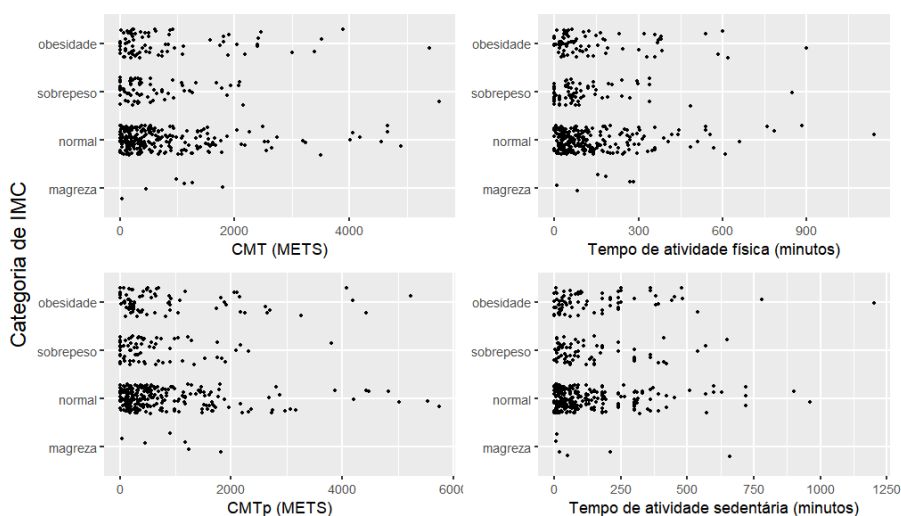 Categoria de IMC
obesidade
sobrepeso
normal
magreza
0 2000 4000
CMT (METS)
obesidade
sobrepeso
normal
magreza
0 300 600 900
Tempo de atividade física (minutos)
obesidade
sobrepeso
normal
magreza
0 2000 4000 6000
CMTp (METS)
obesidade
sobrepeso
normal
magreza
0 250 500 750 1000 1250
Tempo de atividade sedentária (minutos)